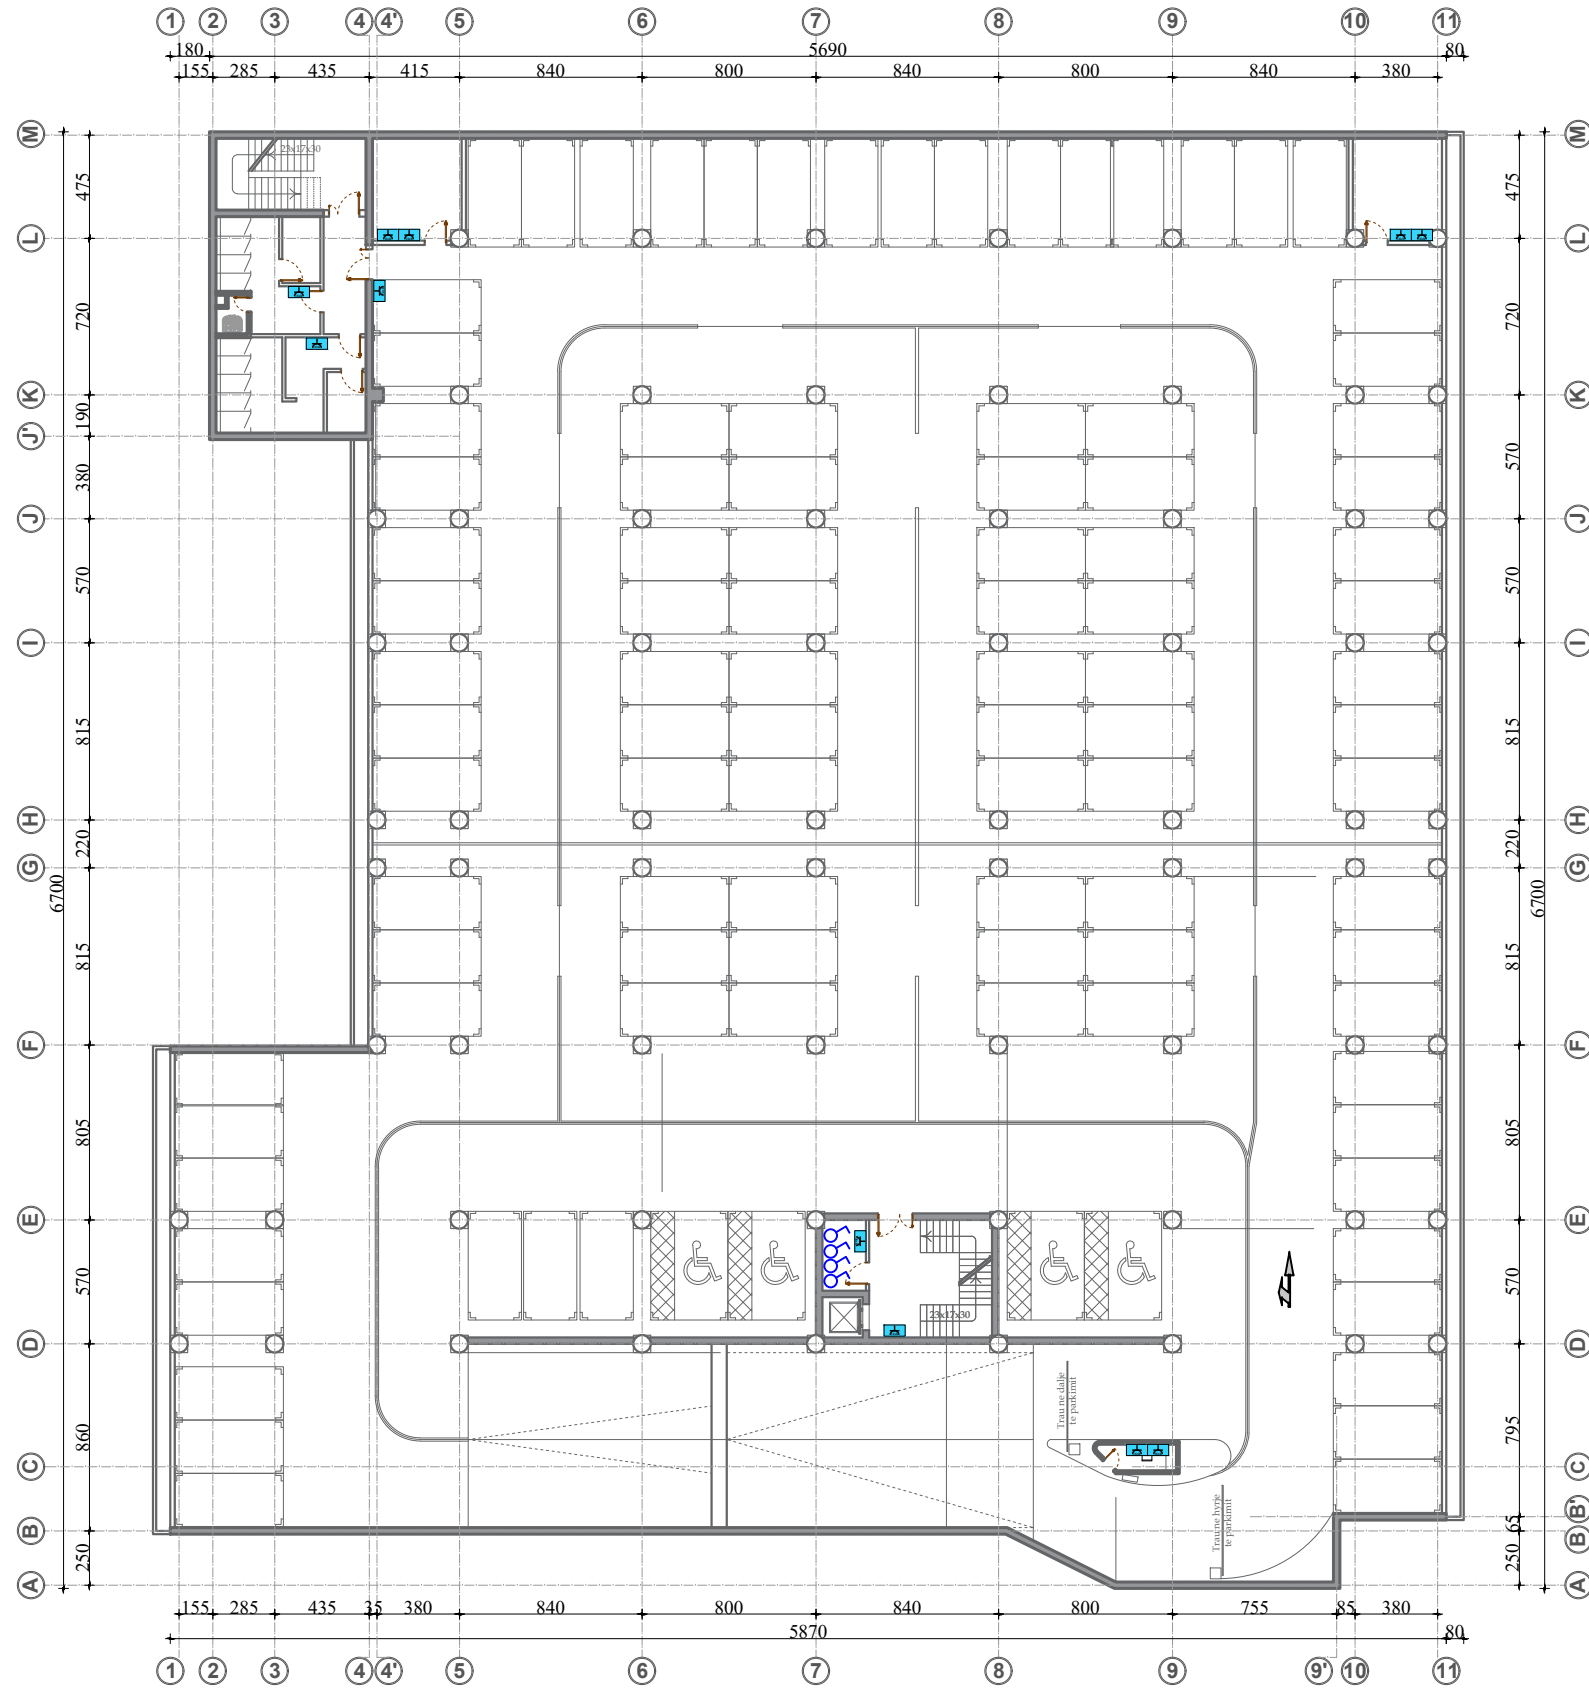 1 2 3 4 4' 5 6 7 8 9 10 11
180 5690 80
155 285 435 415 840 800 840 800 840 380
M M
23x17x30
475 475
L L
720 720
K K
190
J'
380 570
J J
570 570
I I
815 815
H H
220 220
G G
6700 6700
815 815
F F
805 805
E E
570 570
23x17x30
D D
Trau ne dalje
te parkimit
860 795
C C
Trau ne hyrje
te parkimit
B'
65
B B
250 250
A A
155 285 435 35 380 840 800 840 800 755 85 380
5870 80
1 2 3 4 4' 5 6 7 8 9 9' 10 11